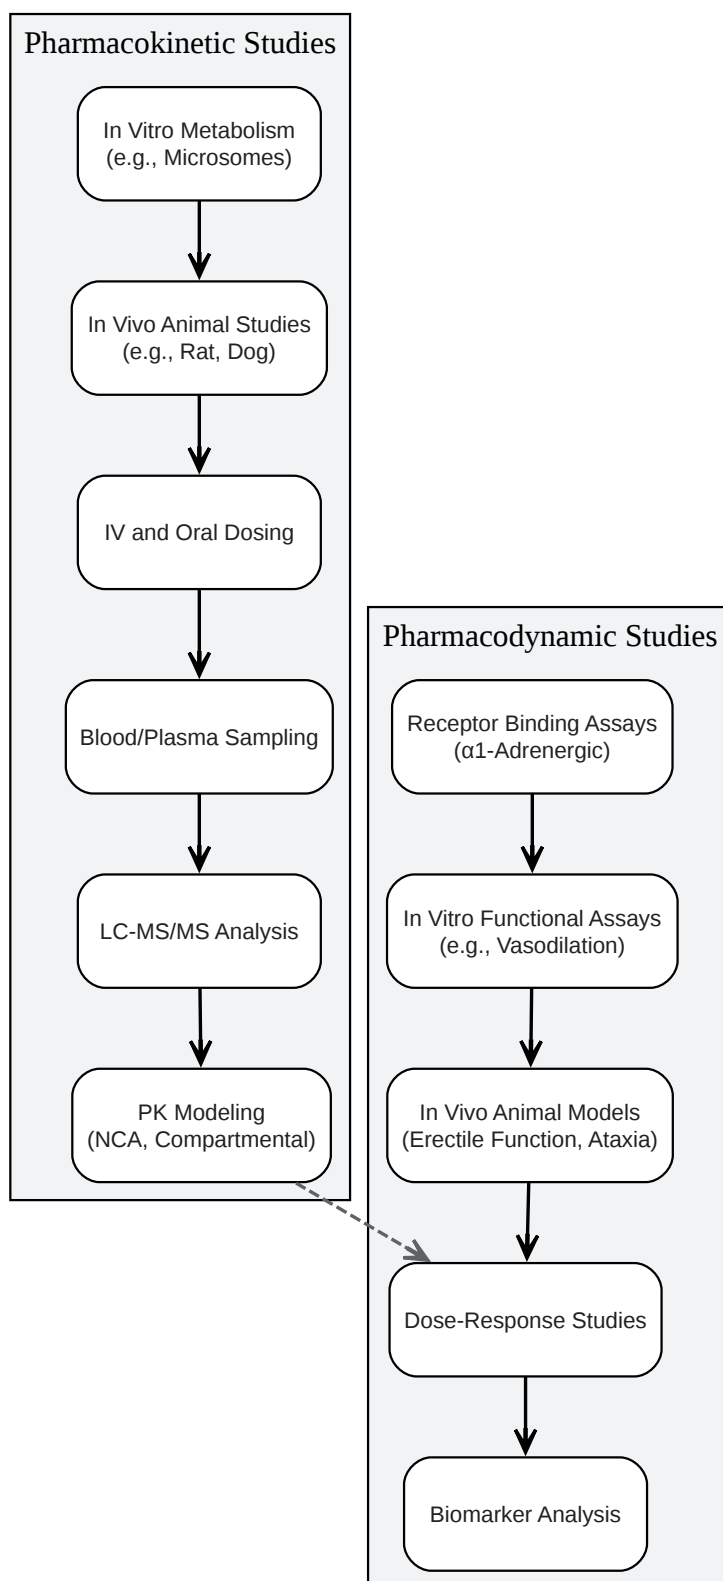 Pharmacokinetic Studies
In Vitro Metabolism
(e.g., Microsomes)
In Vivo Animal Studies
(e.g., Rat, Dog)
IV and Oral Dosing
Blood/Plasma Sampling
LC-MS/MS Analysis
PK Modeling
(NCA, Compartmental)
Pharmacodynamic Studies
Receptor Binding Assays
(α1-Adrenergic)
In Vitro Functional Assays
(e.g., Vasodilation)
In Vivo Animal Models
(Erectile Function, Ataxia)
Dose-Response Studies
Biomarker Analysis